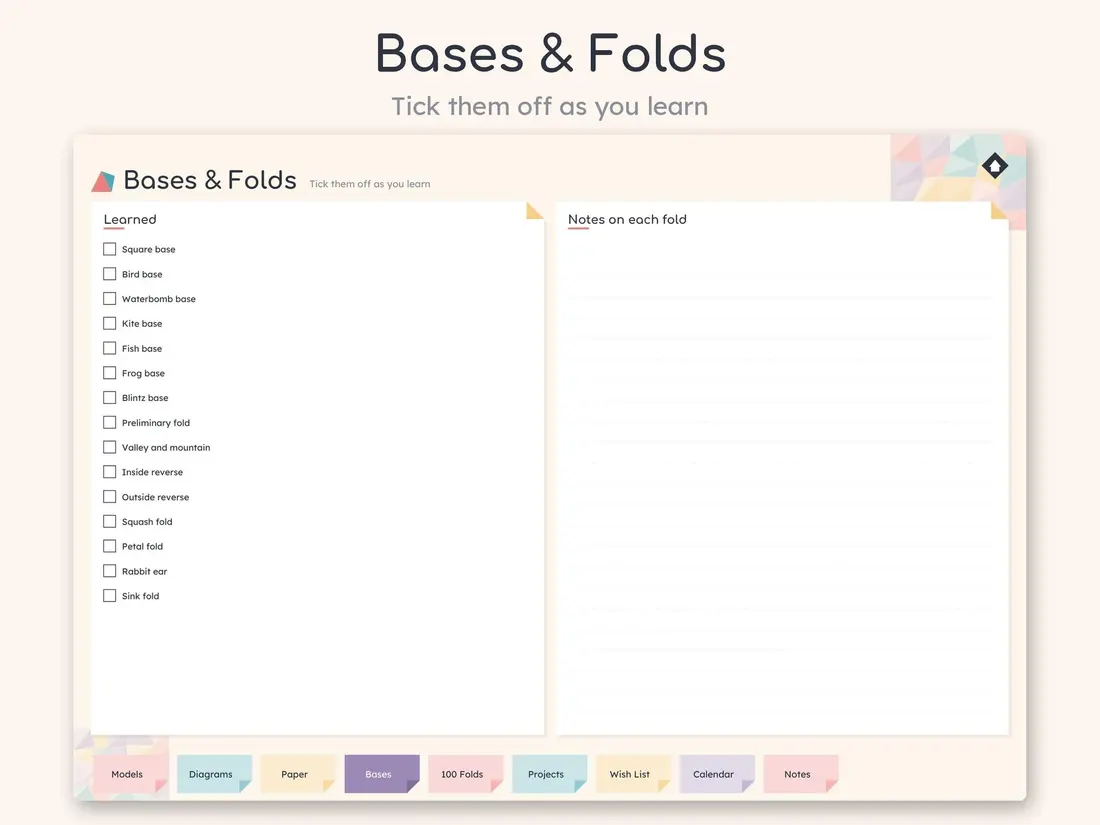 Bases & Folds
Tick them off as you learn
Bases & Folds Tick them off as you learn
Learned
Square base
Bird base
Waterbomb base
Kite base
Fish base
Frog base
Blintz base
Preliminary fold
Valley and mountain
Inside reverse
Outside reverse
Squash fold
Petal fold
Rabbit ear
Sink fold
Notes on each fold
Models Diagrams Paper Bases 100 Folds Projects Wish List Calendar Notes